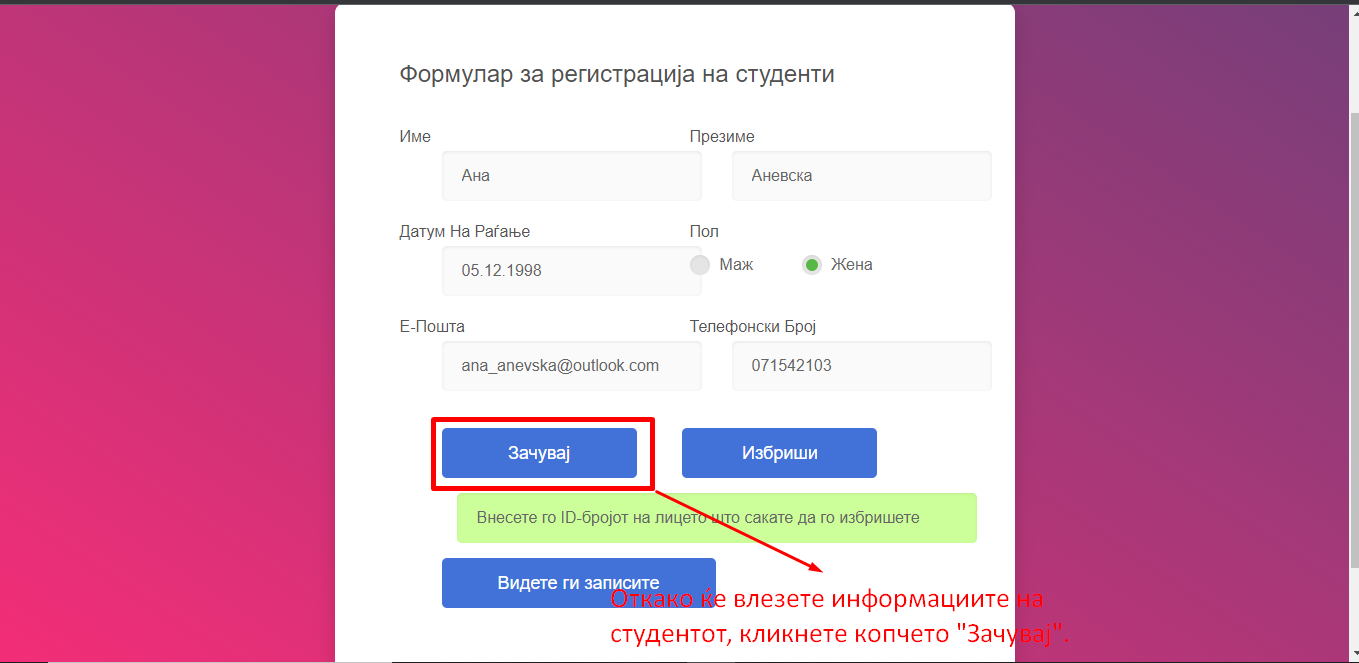 Формулар за регистрација на студенти
Име Презиме
Ана Аневска
Датум На Раѓање Пол
05.12.1998 Маж Жена
Е-Пошта Телефонски Број
ana_anevska@outlook.com 071542103
Зачувај Избриши
Внесете го ID-бројот на лицето што сакате да го избришете
Видете ги записите
Откако ќе влезете информациите на
студентот, кликнете копчето "Зачувај".